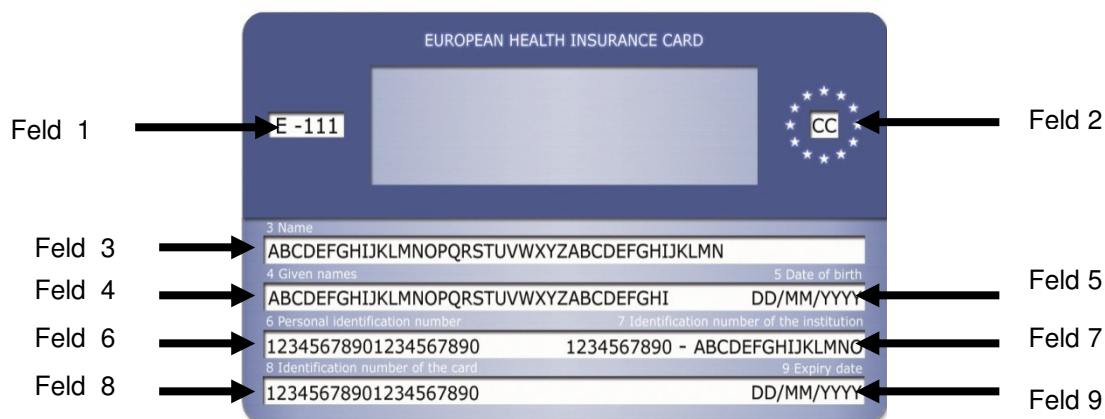 EUROPEAN HEALTH INSURANCE CARD
Feld 1 E -111 CC Feld 2
3 Name
Feld 3 ABCDEFGHIJKLMNOPQRSTUVWXYZABCDEFGHIJKLMN
4 Given names 5 Date of birth
Feld 4 ABCDEFGHIJKLMNOPQRSTUVWXYZABCDEFGHI DD/MM/YYYY Feld 5
6 Personal identification number 7 Identification number of the institution
Feld 6 12345678901234567890 1234567890 - ABCDEFGHIJKLMNO Feld 7
8 Identification number of the card 9 Expiry date
Feld 8 12345678901234567890 DD/MM/YYYY Feld 9